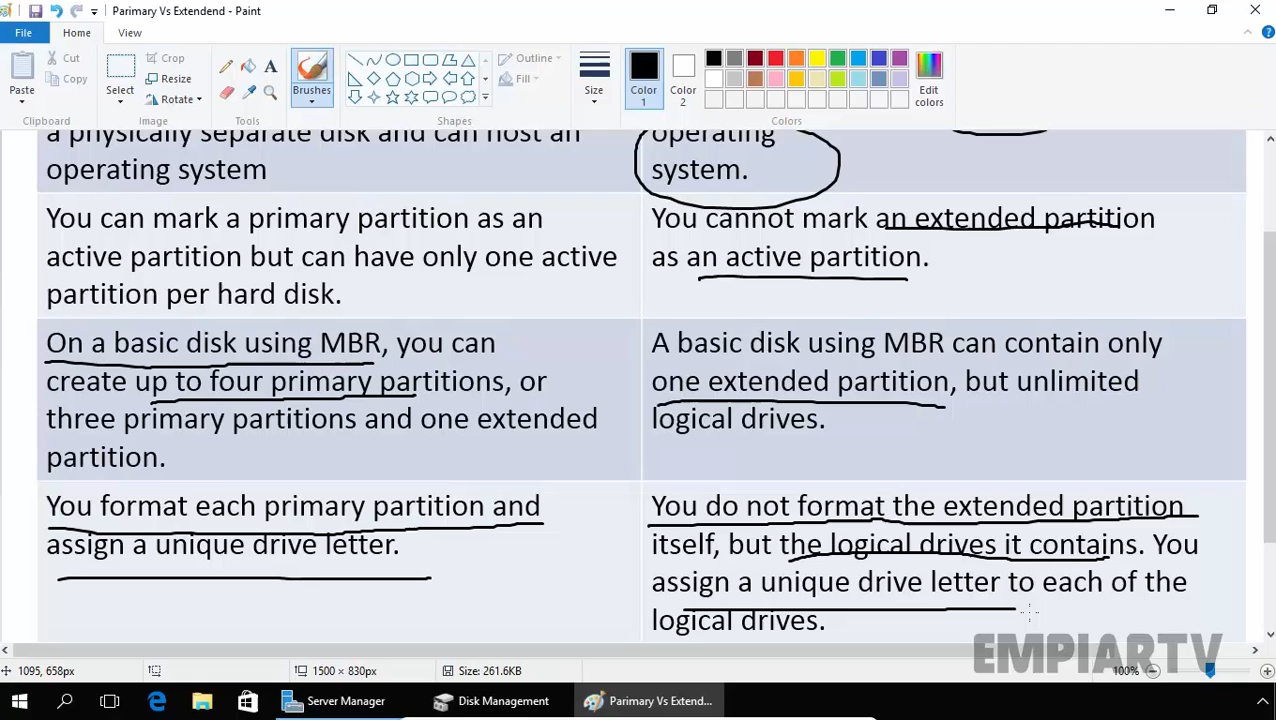 Parimary Vs Extendend - Paint
File
Home
View
Paste
Cut
Copy
Clipboard
Select
Crop
Resize
Rotate
Image
A
Tools
Brushes
Outline
Fill
Shapes
Size
Color 1
Color 2
Edit colors
Colors
a physically separate disk and can host an
operating system
operating
system.
You can mark a primary partition as an
active partition but can have only one active
partition per hard disk.
You cannot mark an extended partition
as an active partition.
On a basic disk using MBR, you can
create up to four primary partitions, or
three primary partitions and one extended
partition.
A basic disk using MBR can contain only
one extended partition, but unlimited
logical drives.
You format each primary partition and
assign a unique drive letter.
You do not format the extended partition
itself, but the logical drives it contains. You
assign a unique drive letter to each of the
logical drives.
EMPIARTV
1095, 658px
1500 × 830px
Size: 261.6KB
100%
Server Manager
Disk Management
Parimary Vs Extend...